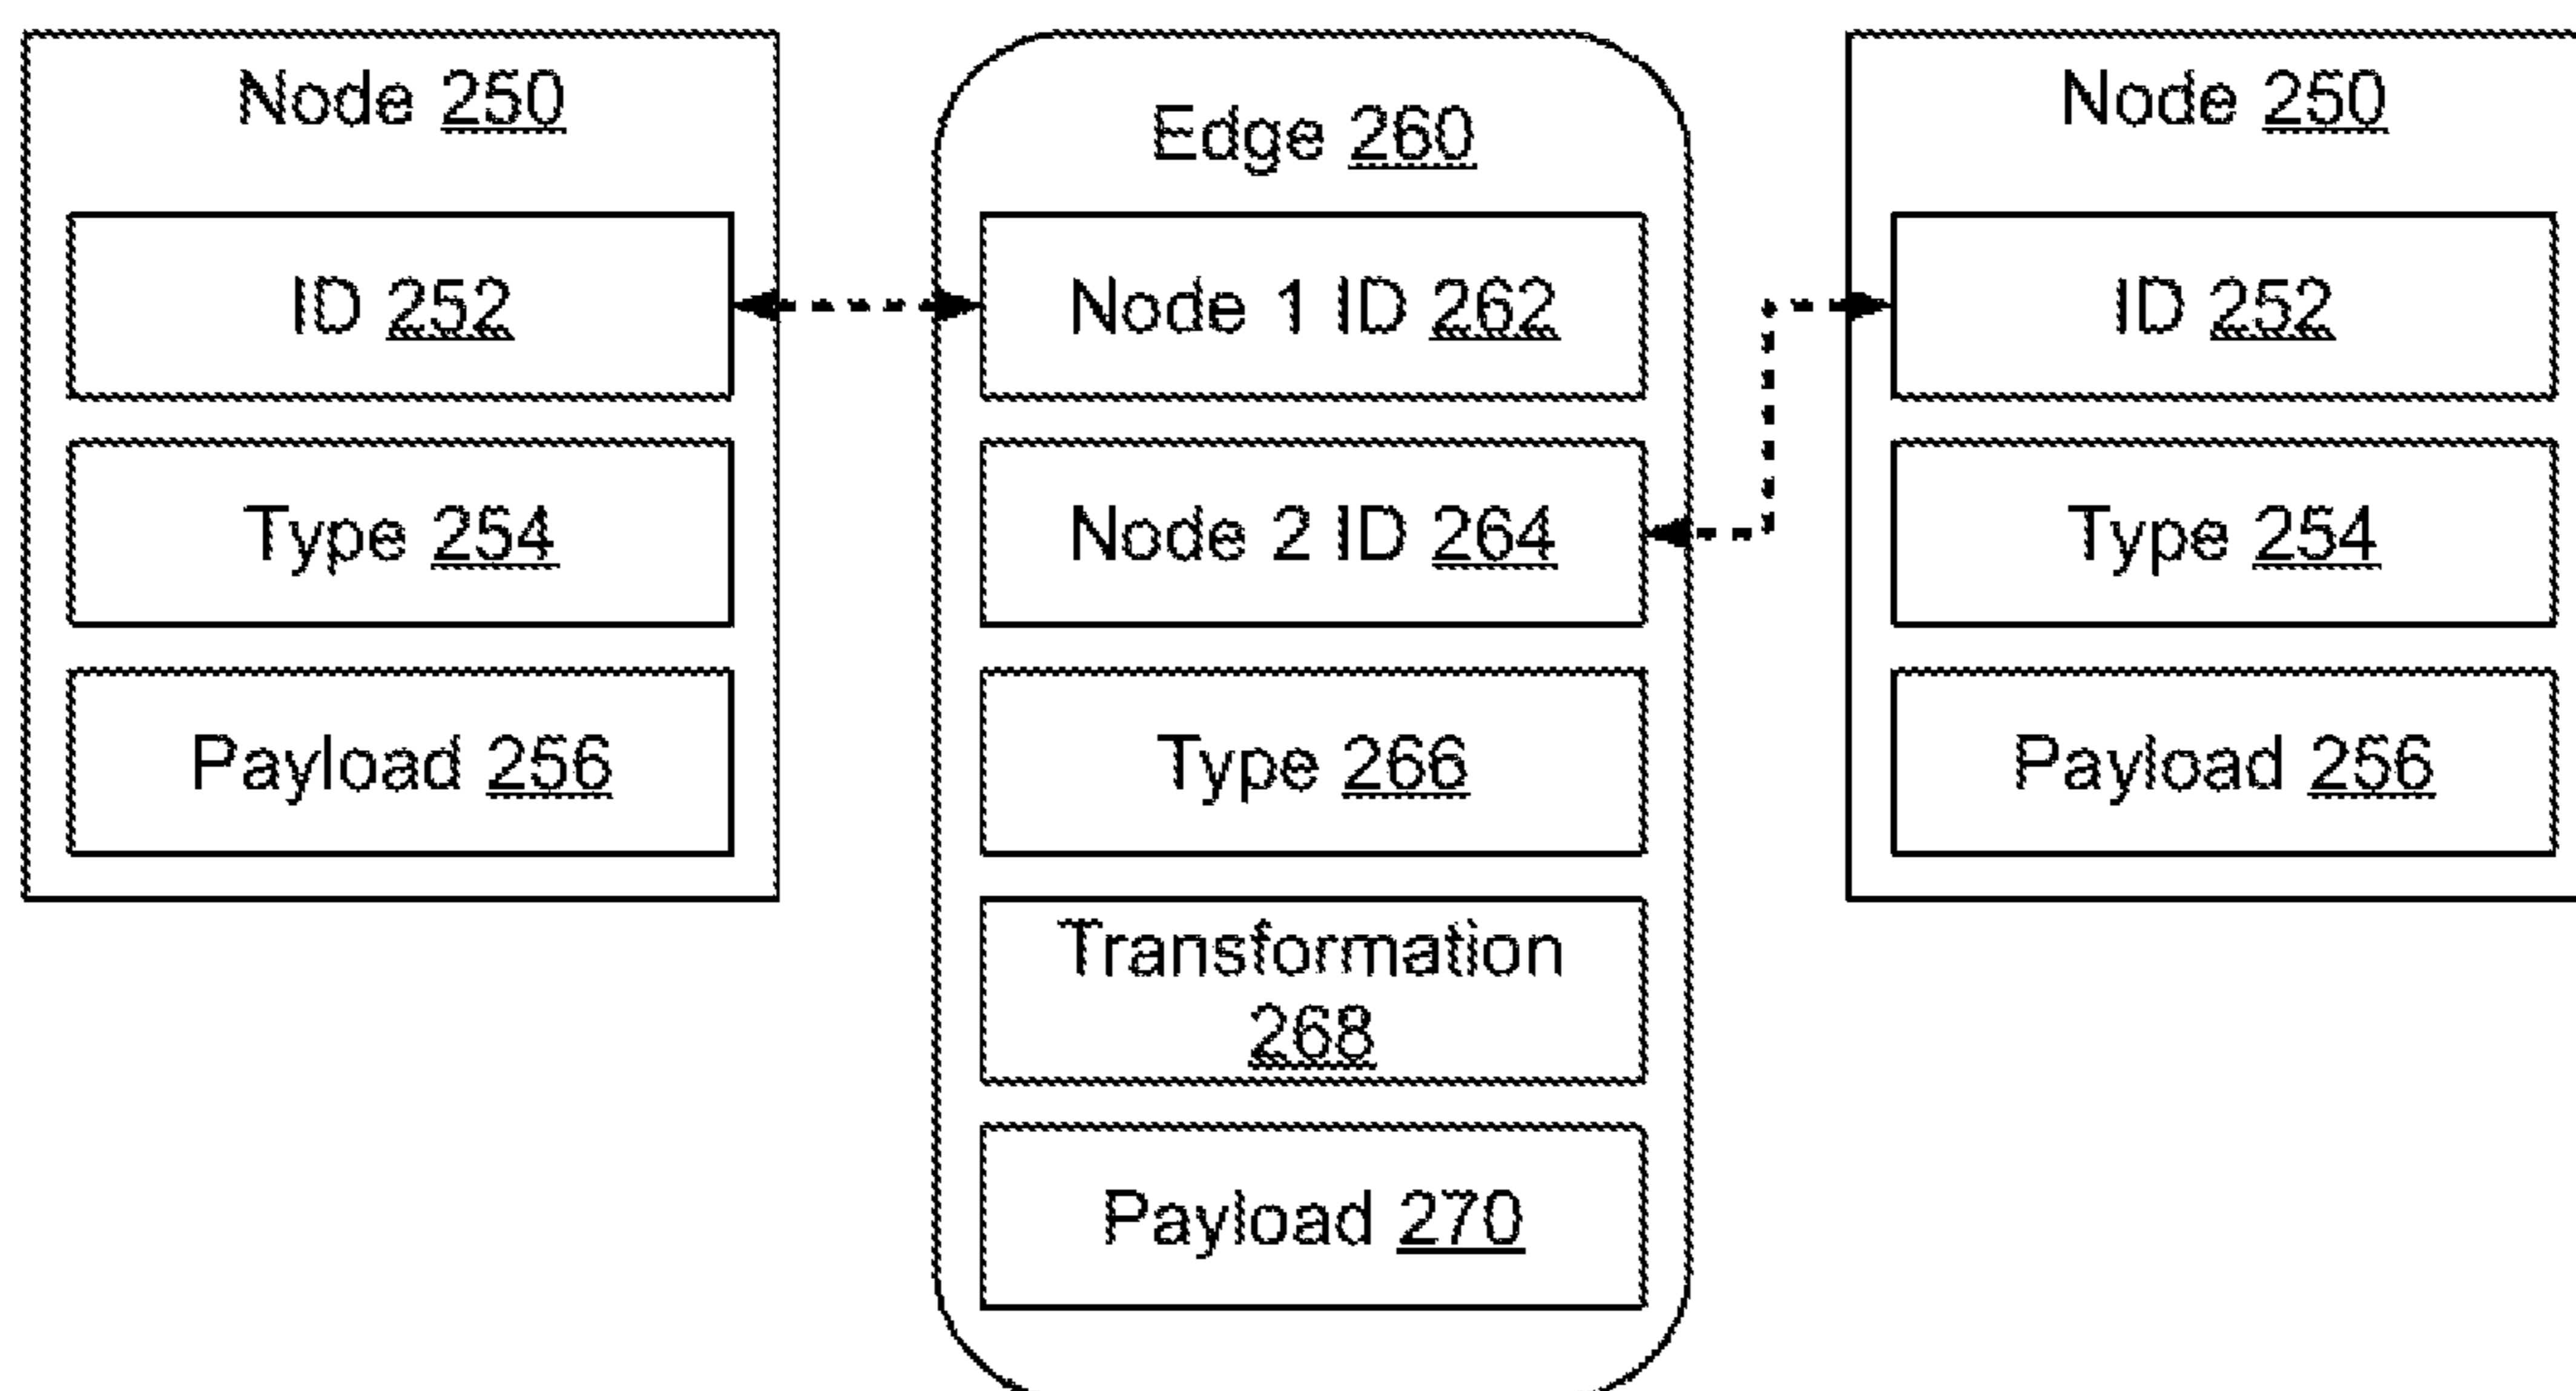 Node 250
ID 252
Type 254
Payload 256
Edge 260
Node 1 ID 262
Node 2 ID 264
Type 266
Transformation
268
Payload 270
Node 250
ID 252
Type 254
Payload 256